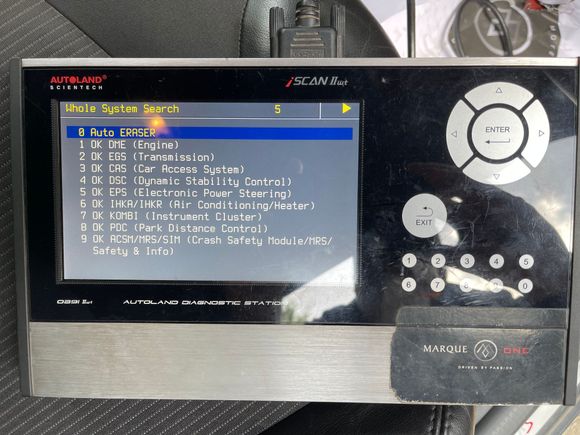 AUTOLAND®
SCIENTECH
iSCAN II wt
Whole System Search 5
0 Auto ERASER
1 OK DME (Engine)
2 OK EGS (Transmission)
3 OK CAS (Car Access System)
4 OK DSC (Dynamic Stability Control)
5 OK EPS (Electronic Power Steering)
6 OK IHKA/IHKR (Air Conditioning/Heater)
7 OK KOMBI (Instrument Cluster)
8 OK PDC (Park Distance Control)
9 OK ACSM/MRS/SIM (Crash Safety Module/MRS/
Safety & Info)
ENTER
EXIT
1 2 3 4 5
6 7 8 9 0
AUTOLAND DIAGNOSTIC STATION
MARQUE ONE
DRIVEN BY PASSION